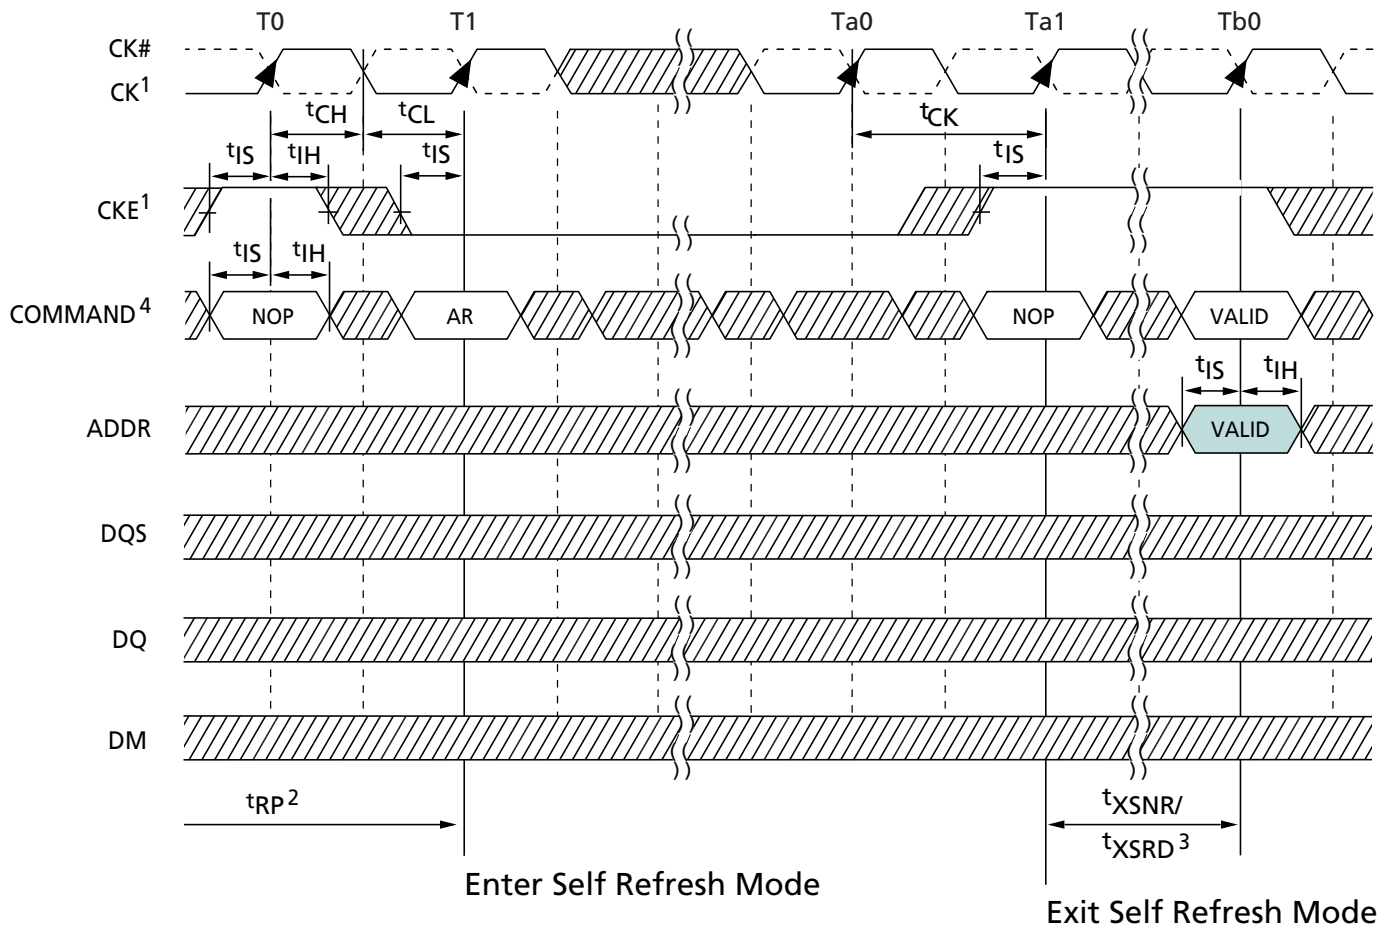 T0 T1 Ta0 Ta1 Tb0
CK#
CK1
tCH tCL tCK
tIS tIH tIS tIS
CKE1
tIS tIH
COMMAND4 NOP AR NOP VALID
tIS tIH
ADDR VALID
DQS
DQ
DM
tRP2 tXSNR/
tXSRD3
Enter Self Refresh Mode
Exit Self Refresh Mode